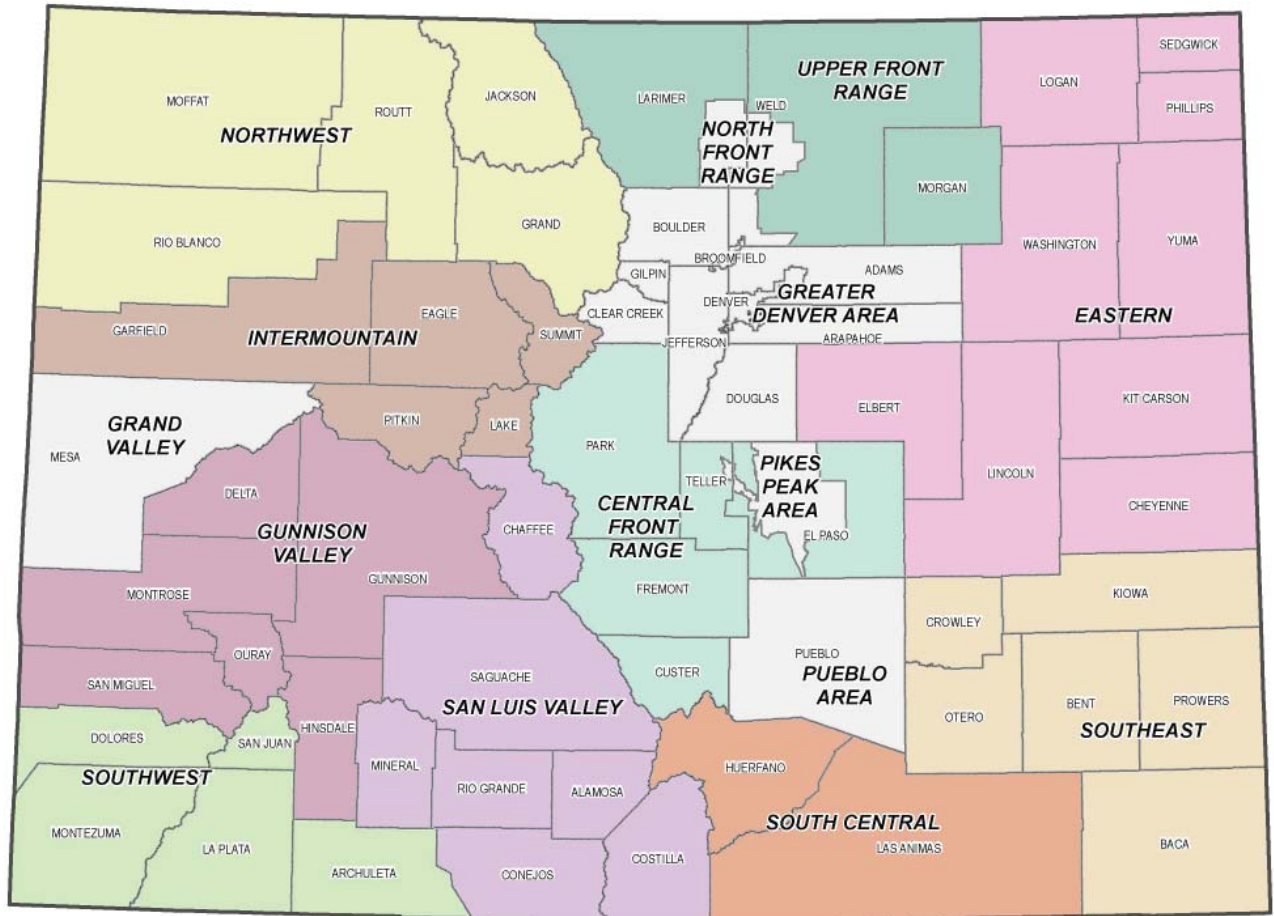 SEDGWICK
UPPER FRONT
RANGE
LOGAN
MOFFAT
JACKSON
LARIMER
WELD
PHILLIPS
ROUTT
NORTHWEST
NORTH
FRONT
RANGE
MORGAN
GRAND
BOULDER
RIO BLANCO
WASHINGTON
YUMA
BROOMFIELD
GILPIN
ADAMS
GREATER
DENVER AREA
DENVER
CLEAR CREEK
EAGLE
GARFIELD
INTERMOUNTAIN
SUMMIT
JEFFERSON
ARAPAHOE
EASTERN
DOUGLAS
ELBERT
KIT CARSON
GRAND
VALLEY
PITKIN
LAKE
PARK
MESA
PIKES
PEAK
AREA
TELLER
LINCOLN
DELTA
CENTRAL
FRONT
RANGE
CHEYENNE
GUNNISON
VALLEY
CHAFFEE
EL PASO
GUNNISON
MONTROSE
FREMONT
KIOWA
CROWLEY
OURAY
PUEBLO
PUEBLO
AREA
SAGUACHE
CUSTER
SAN MIGUEL
SAN LUIS VALLEY
OTERO
BENT
PROWERS
SOUTHEAST
HINSDALE
DOLORES
SAN JUAN
SOUTHWEST
MINERAL
HUERFANO
RIO GRANDE
ALAMOSA
SOUTH CENTRAL
MONTEZUMA
LA PLATA
LAS ANIMAS
BACA
COSTILLA
ARCHULETA
CONEJOS